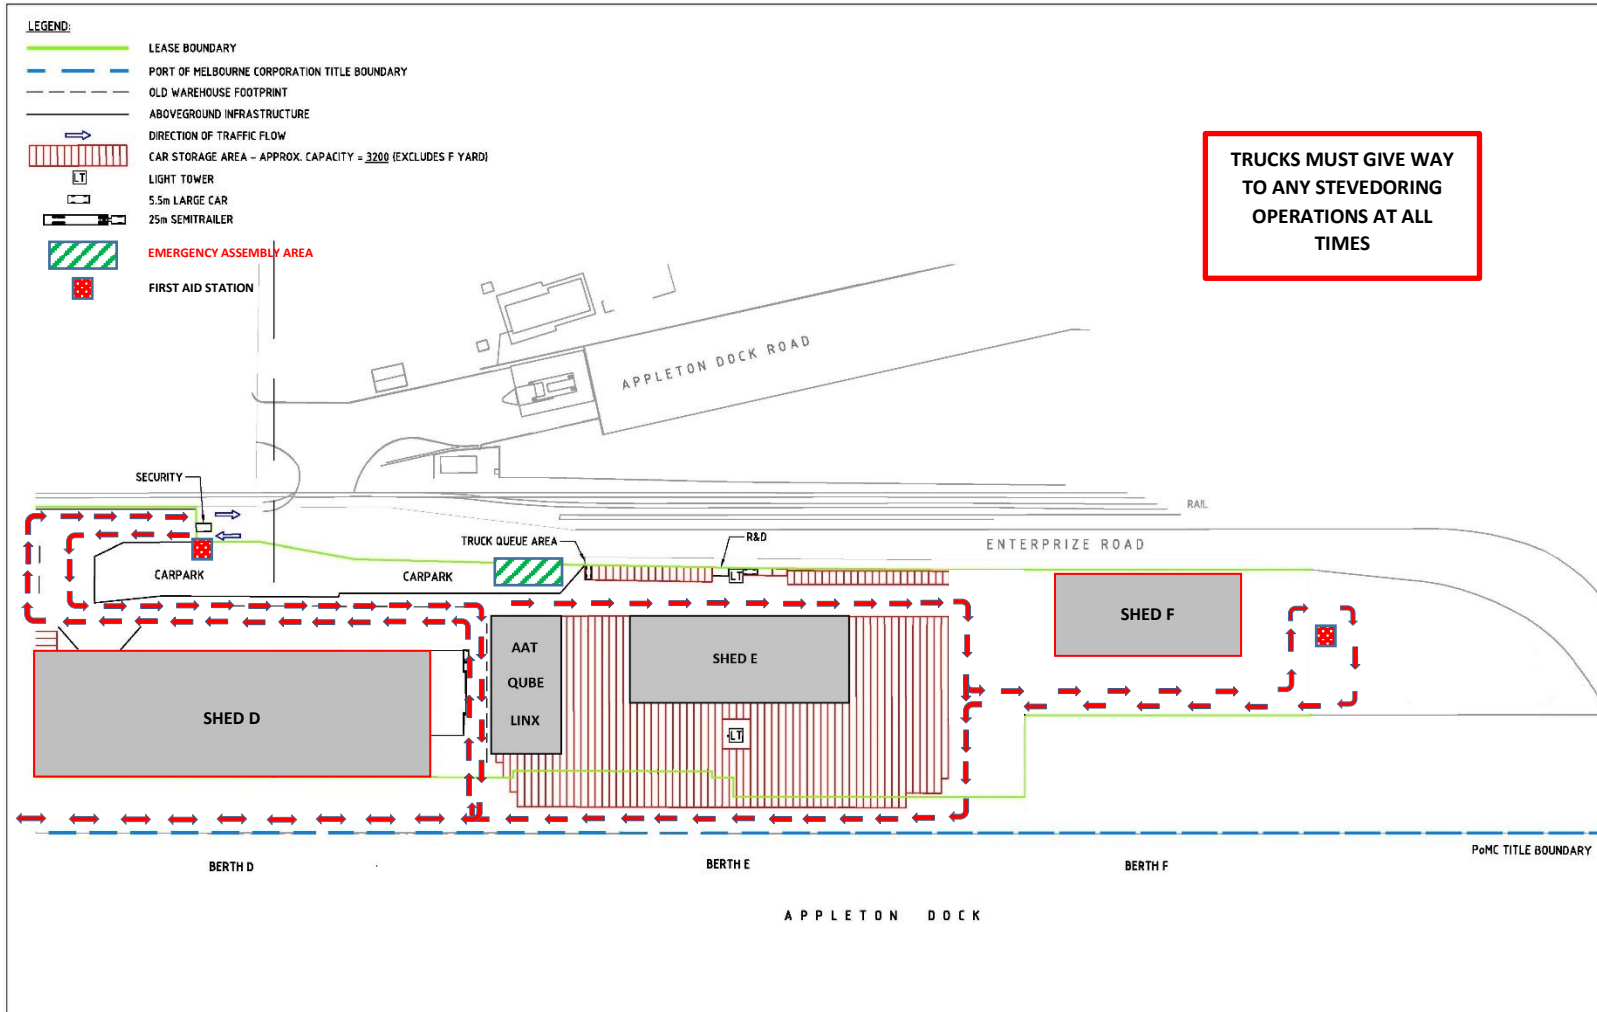 LEGEND:
LEASE BOUNDARY
PORT OF MELBOURNE CORPORATION TITLE BOUNDARY
OLD WAREHOUSE FOOTPRINT
ABOVEGROUND INFRASTRUCTURE
DIRECTION OF TRAFFIC FLOW
CAR STORAGE AREA - APPROX. CAPACITY = 3200 (EXCLUDES F YARD)
LT
LIGHT TOWER
5.5m LARGE CAR
25m SEMITRAILER
EMERGENCY ASSEMBLY AREA
FIRST AID STATION
TRUCKS MUST GIVE WAY
TO ANY STEVEDORING
OPERATIONS AT ALL
TIMES
APPLETON DOCK ROAD
SECURITY
RAIL
TRUCK QUEUE AREA
R&D
ENTERPRIZE ROAD
CARPARK
CARPARK
LT
SHED F
AAT
QUBE
LINX
SHED E
SHED D
LT
PoMC TITLE BOUNDARY
BERTH D
BERTH E
BERTH F
APPLETON DOCK